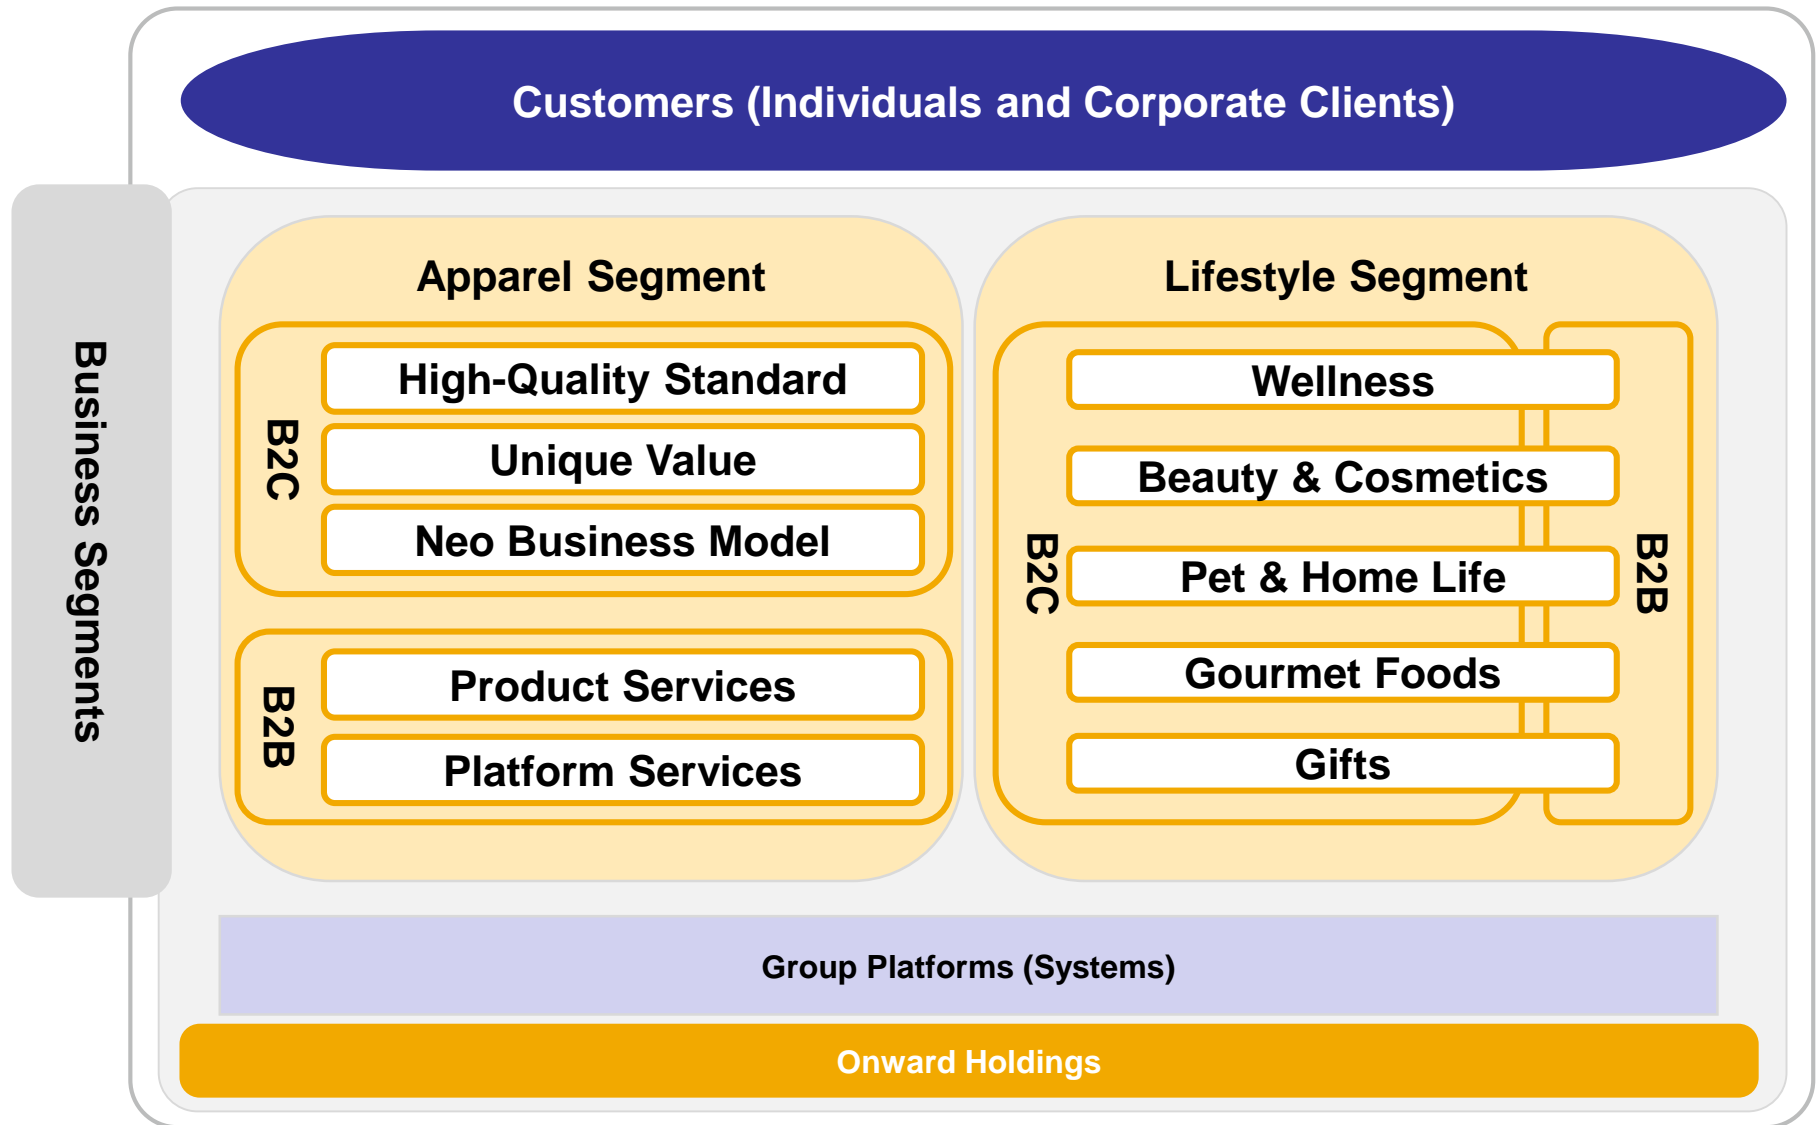 Customers (Individuals and Corporate Clients)
Business Segments
Apparel Segment
B2C
High-Quality Standard
Unique Value
Neo Business Model
B2B
Product Services
Platform Services
Lifestyle Segment
B2C
Wellness
Beauty & Cosmetics
Pet & Home Life
Gourmet Foods
Gifts
B2B
Group Platforms (Systems)
Onward Holdings